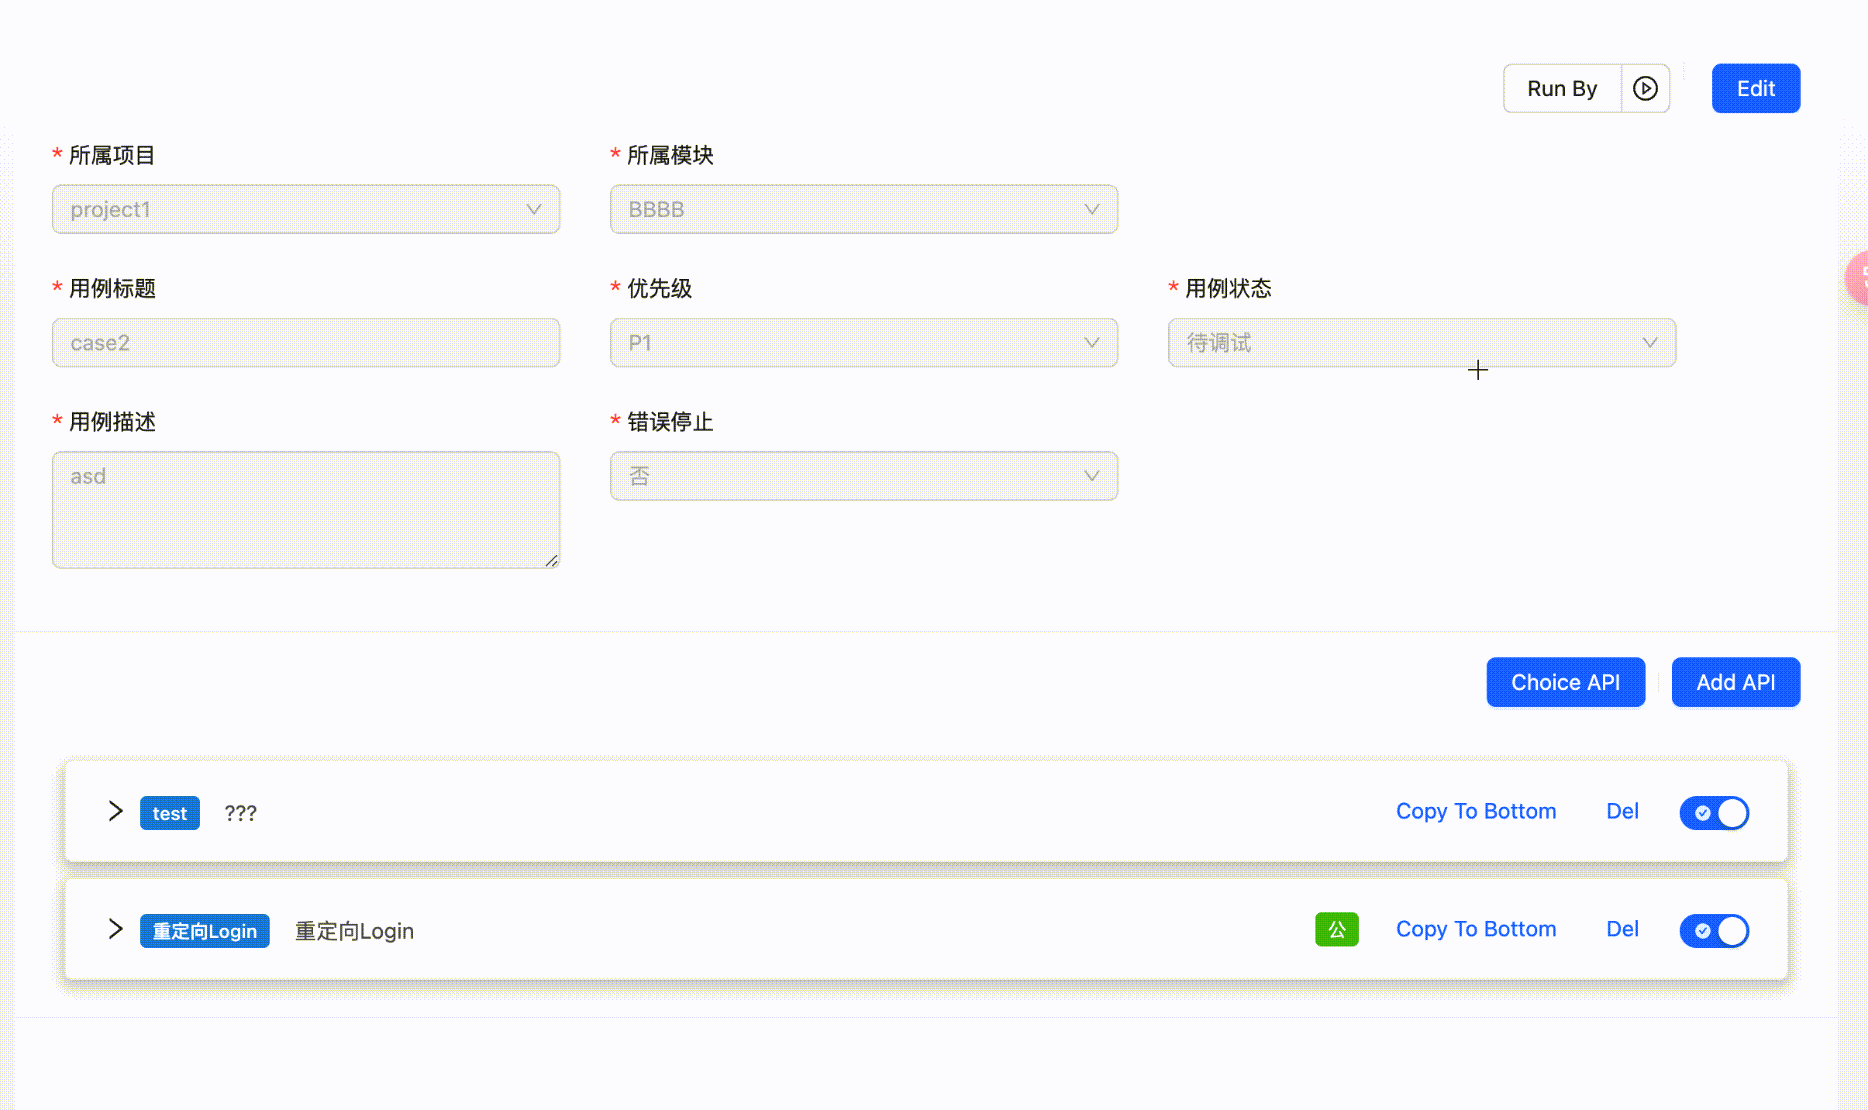 Run By
Edit
* 所属项目
* 所属模块
project1
BBBB
* 用例标题
* 优先级
* 用例状态
case2
P1
待调试
* 用例描述
* 错误停止
asd
否
Choice API
Add API
test ??? Copy To Bottom Del
重定向Login 重定向Login 公 Copy To Bottom Del